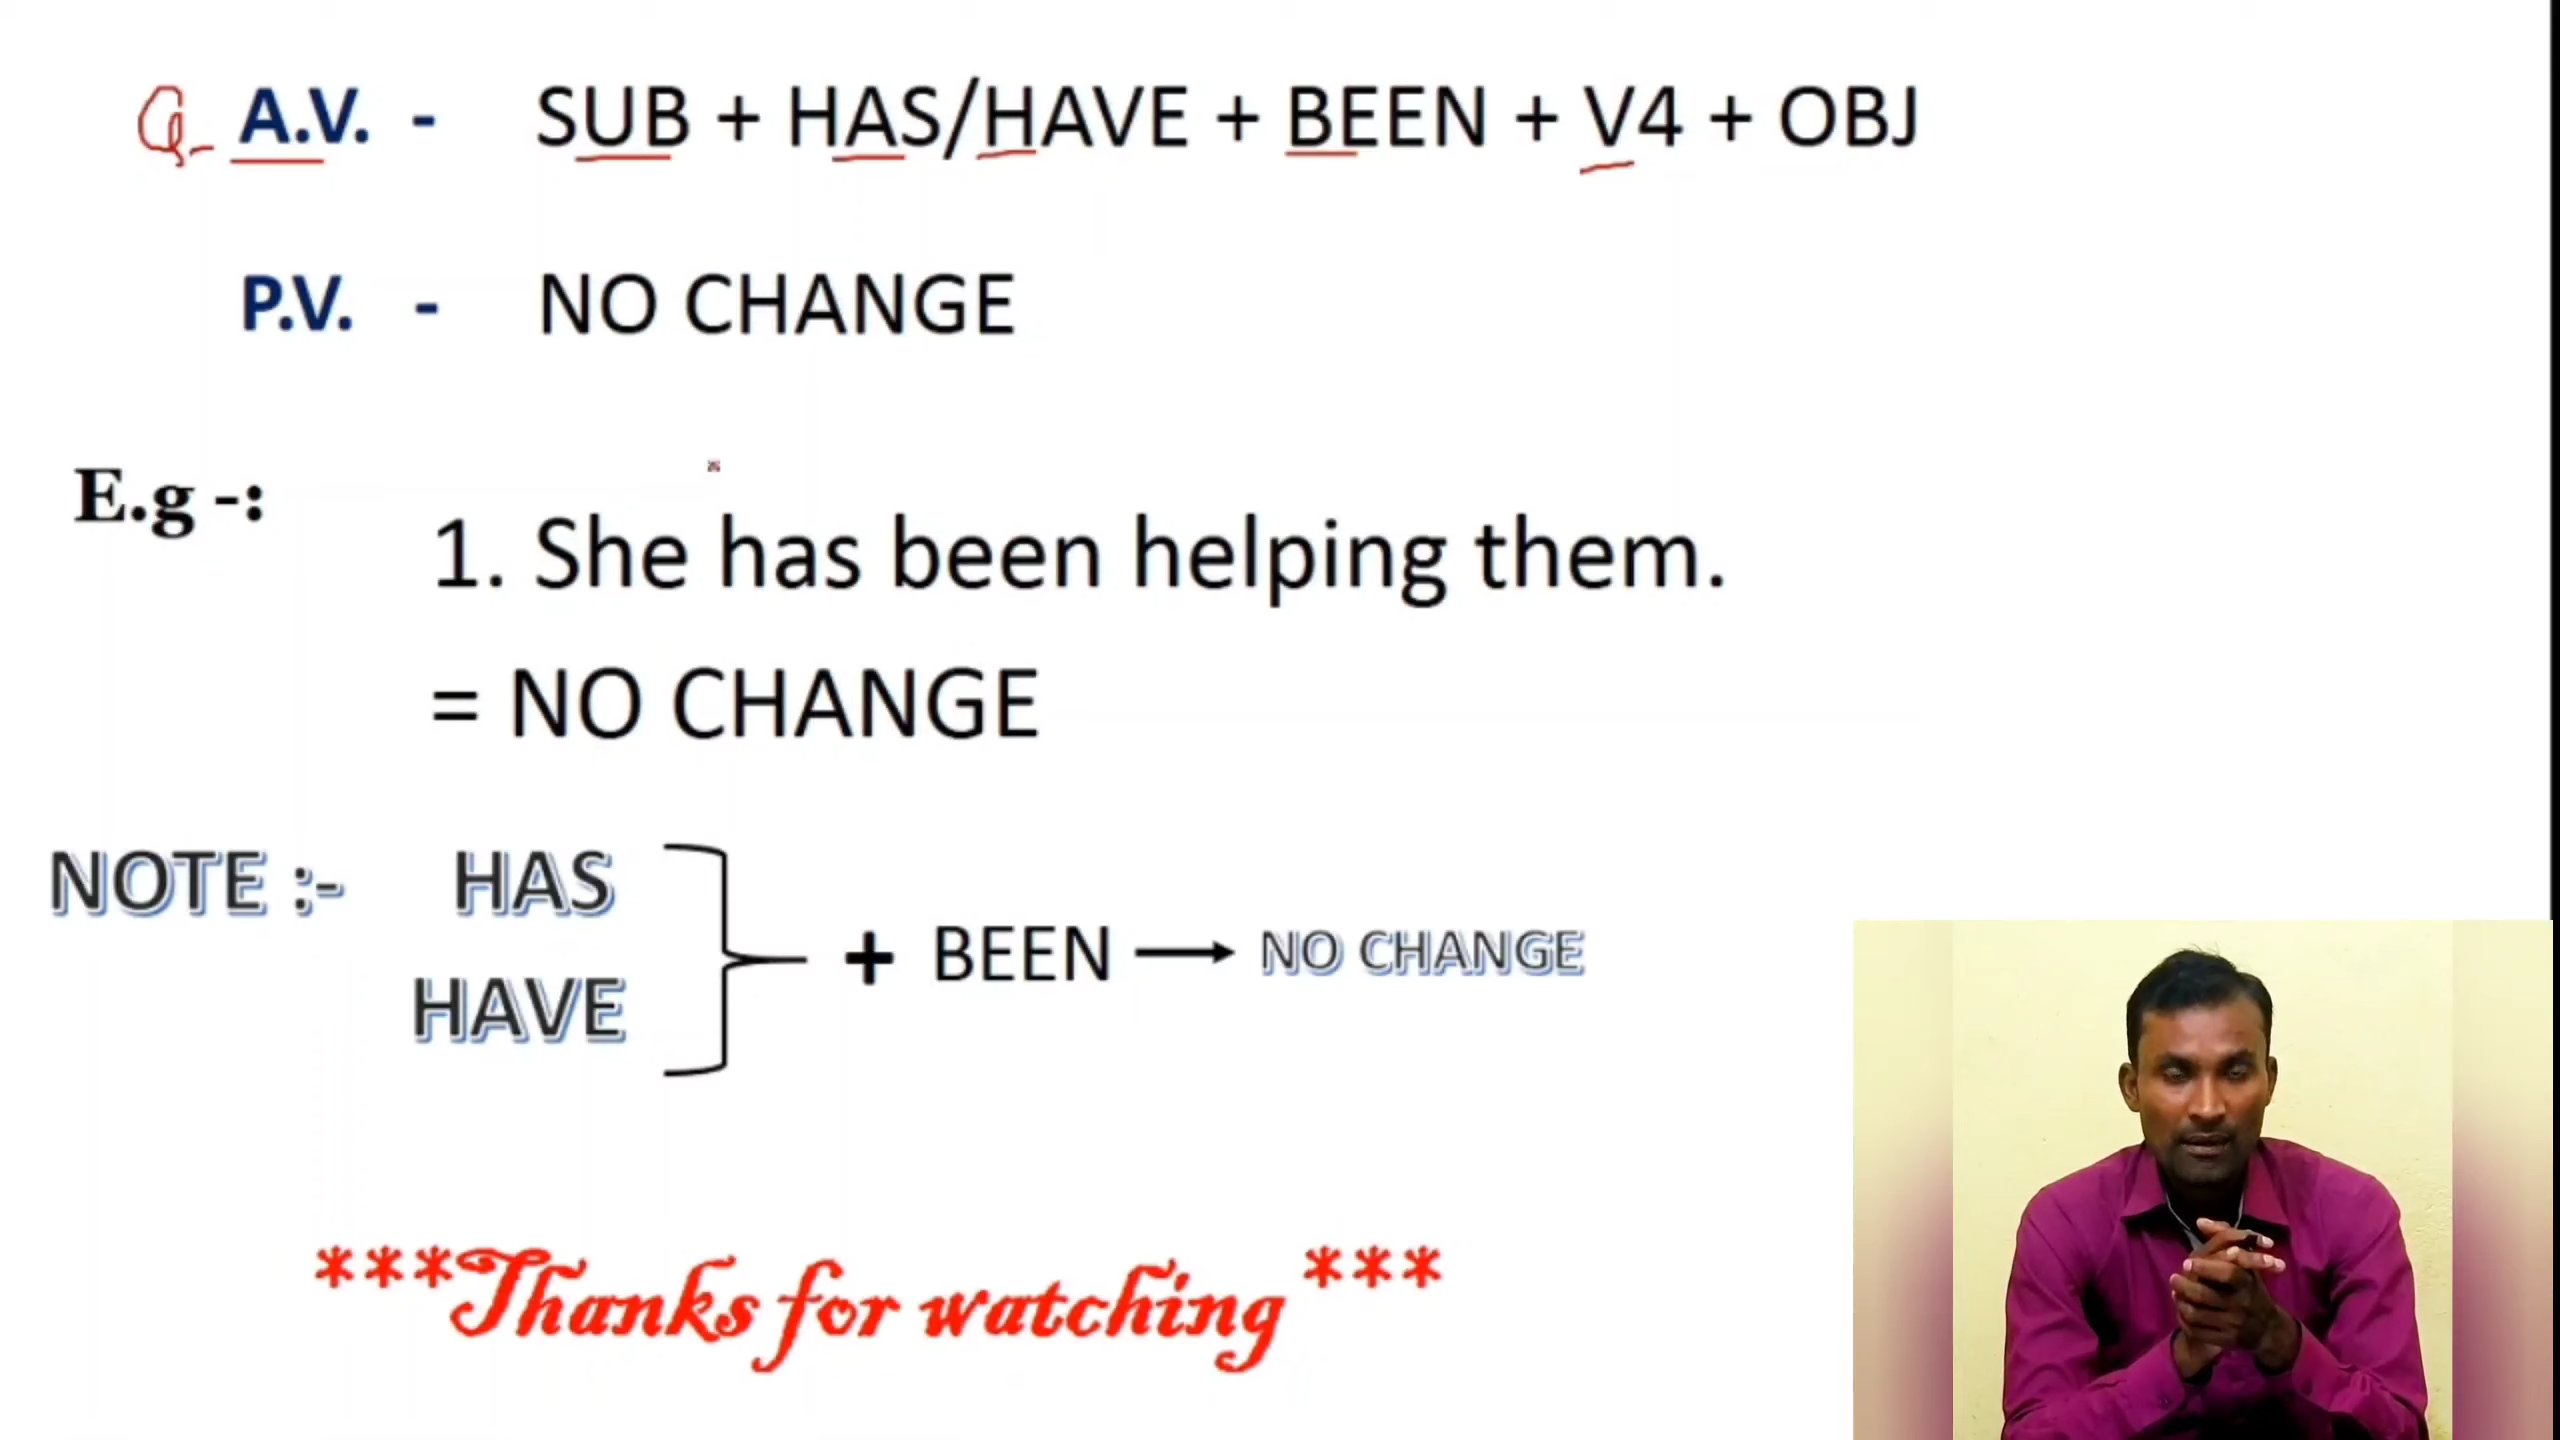 Q- A.V. - SUB + HAS/HAVE + BEEN + V4 + OBJ
P.V. - NO CHANGE
E.g -:
1. She has been helping them.
= NO CHANGE
NOTE :- HAS
HAVE
+ BEEN → NO CHANGE
***Thanks for watching ***